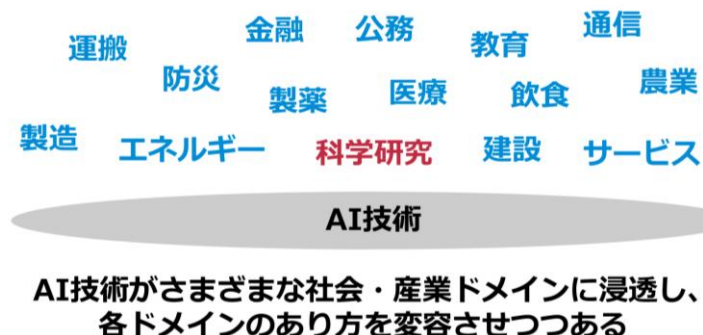 金融 公務 通信
運搬 教育
防災 製薬 医療 飲食 農業
製造 エネルギー 科学研究 建設 サービス
AI技術
AI技術がさまざまな社会・産業ドメインに浸透し、
各ドメインのあり方を変容させつつある